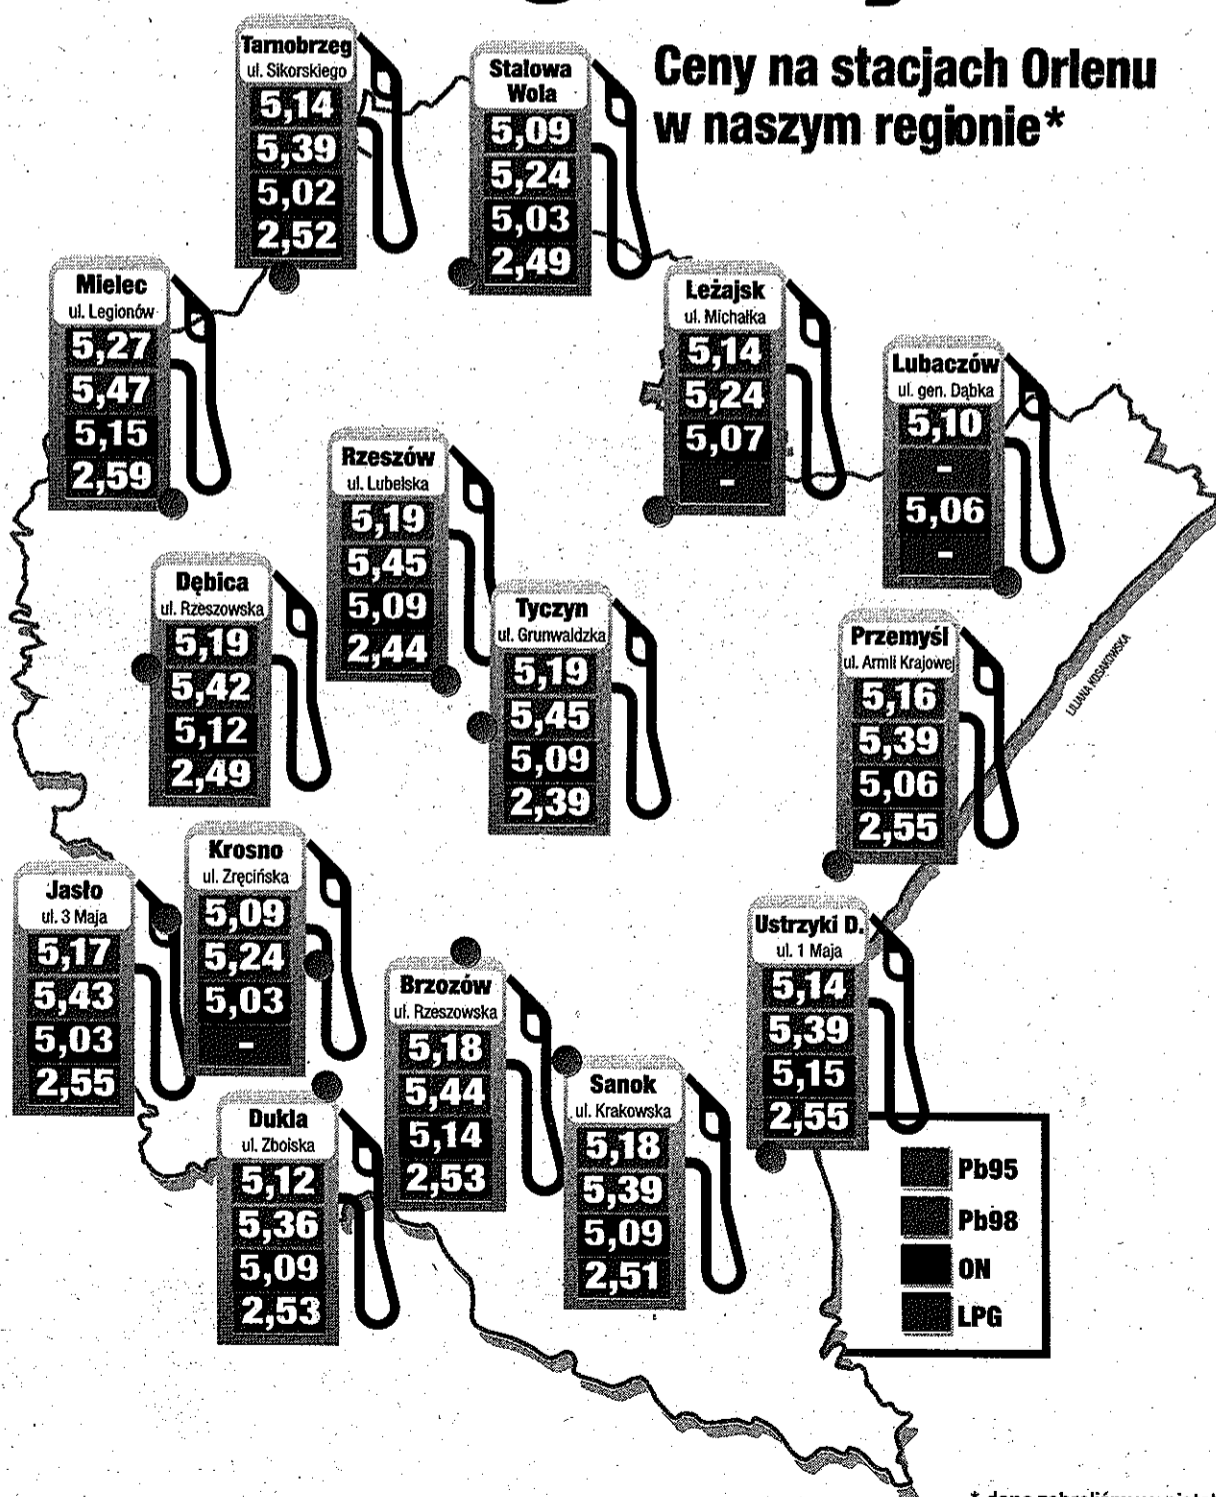 Ceny na stacjach Orlenu
w naszym regionie*
Tarnobrzeg
ul. Sikorskiego
5,14
5,39
5,02
2,52
Stalowa
Wola
5,09
5,24
5,03
2,49
Mielec
ul. Legionów
5,27
5,47
5,15
2,59
Leżajsk
ul. Michałka
5,14
5,24
5,07
-
Lubaczów
ul. gen. Dąbka
5,10
-
5,06
-
Rzeszów
ul. Lubelska
5,19
5,45
5,09
2,44
Dębica
ul. Rzeszowska
5,19
5,42
5,12
2,49
Tyczyn
ul. Grunwaldzka
5,19
5,45
5,09
2,39
Przemyśl
ul. Armii Krajowej
5,16
5,39
5,06
2,55
LILIANA KOSAKOWSKA
Krosno
ul. Zręcińska
5,09
5,24
5,03
-
Jasło
ul. 3 Maja
5,17
5,43
5,03
2,55
Ustrzyki D.
ul. 1 Maja
5,14
5,39
5,15
2,55
Brzozów
ul. Rzeszowska
5,18
5,44
5,14
2,53
Sanok
ul. Krakowska
5,18
5,39
5,09
2,51
Dukla
ul. Zboiska
5,12
5,36
5,09
2,53
Pb95
Pb98
ON
LPG